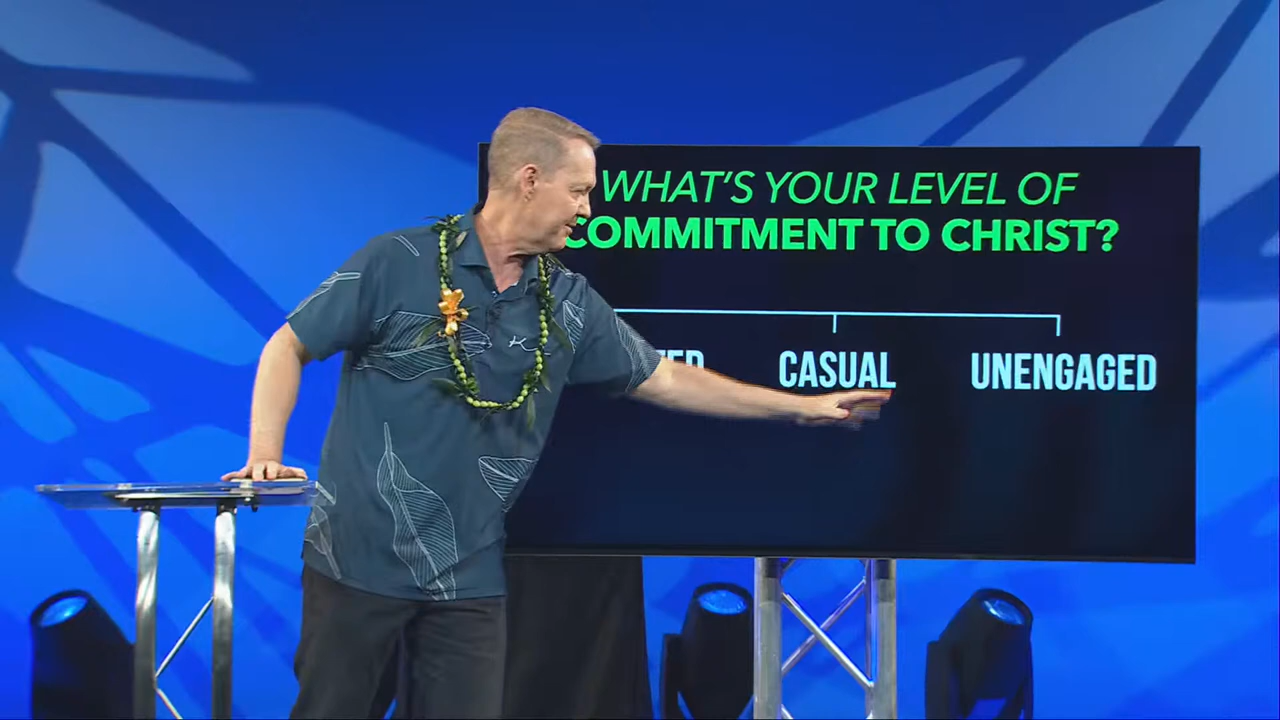 WHAT'S YOUR LEVEL OF
COMMITMENT TO CHRIST?
CASUAL UNENGAGED